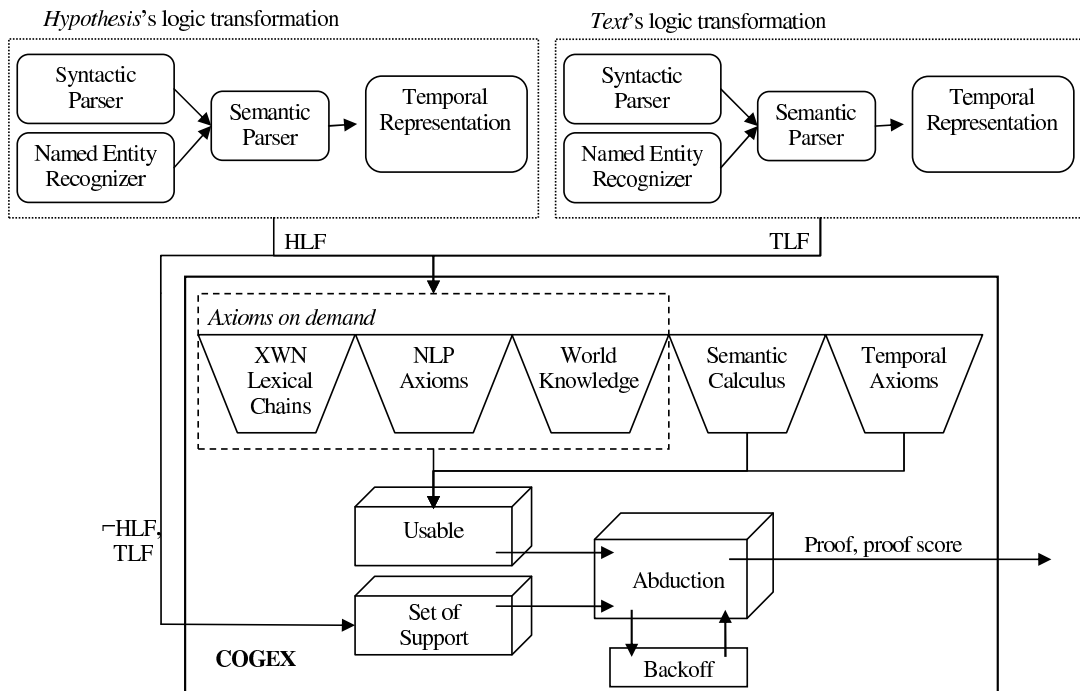 Hypothesis's logic transformation
Text's logic transformation
Syntactic
Parser
Named Entity
Recognizer
Semantic
Parser
Temporal
Representation
Syntactic
Parser
Named Entity
Recognizer
Semantic
Parser
Temporal
Representation
HLF
TLF
Axioms on demand
XWN
Lexical
Chains
NLP
Axioms
World
Knowledge
Semantic
Calculus
Temporal
Axioms
¬HLF,
TLF
Usable
Set of
Support
Abduction
Proof, proof score
Backoff
COGEX